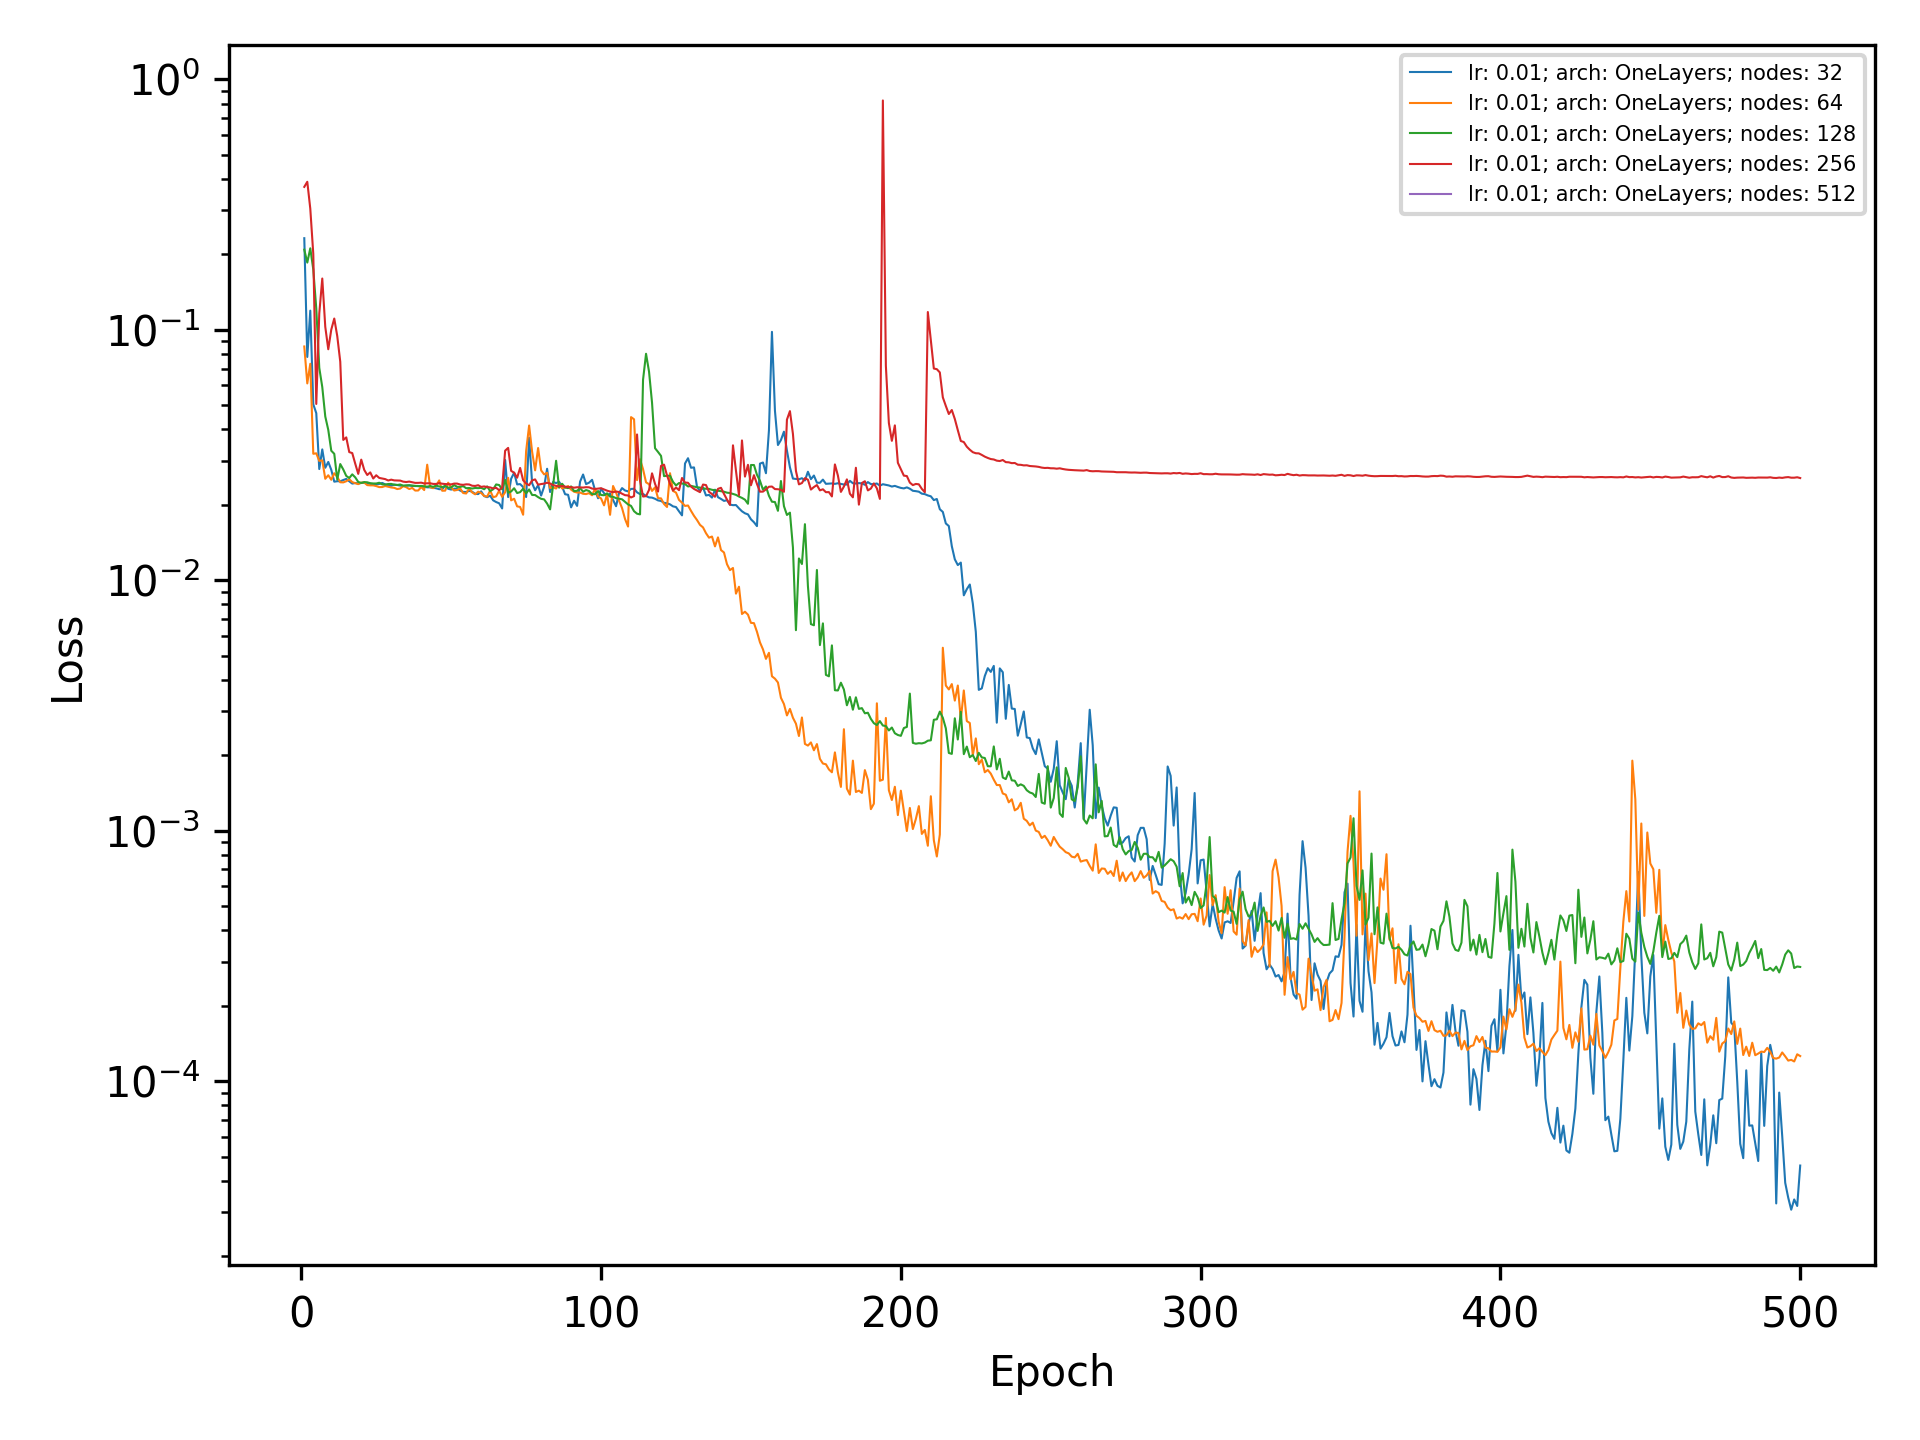 10⁰
10⁻¹
10⁻²
10⁻³
10⁻⁴
Loss
lr: 0.01; arch: OneLayers; nodes: 32
lr: 0.01; arch: OneLayers; nodes: 64
lr: 0.01; arch: OneLayers; nodes: 128
lr: 0.01; arch: OneLayers; nodes: 256
lr: 0.01; arch: OneLayers; nodes: 512
0 100 200 300 400 500
Epoch